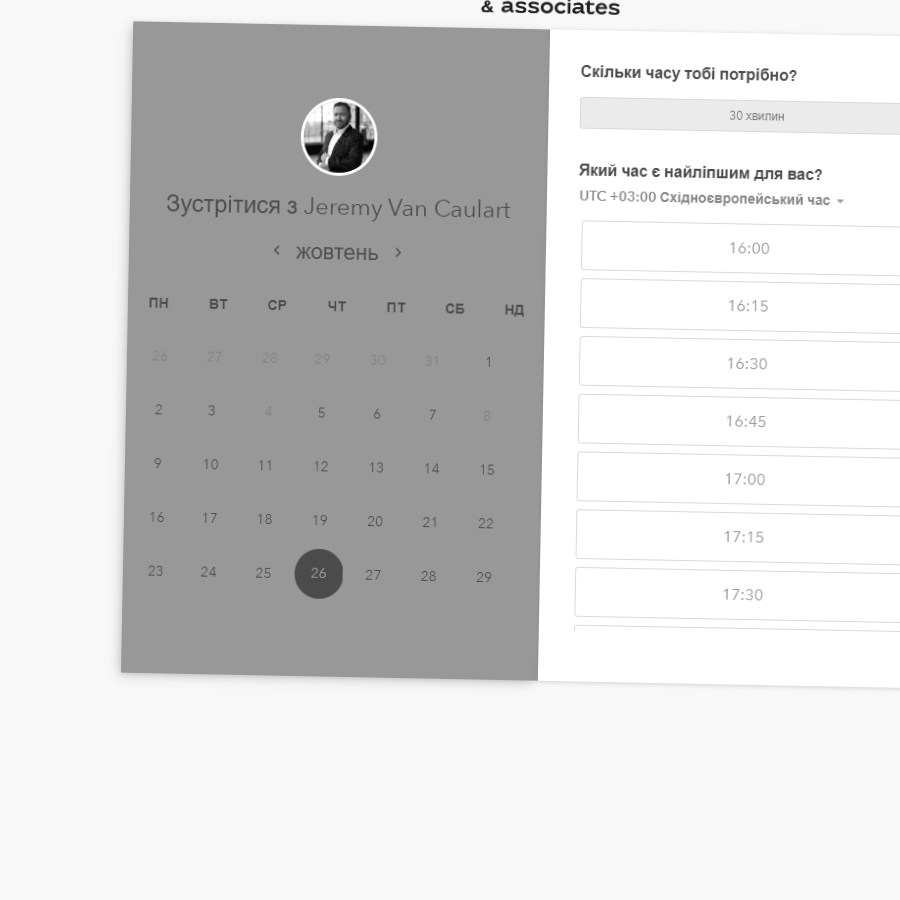 & associates
Зустрітися з Jeremy Van Caulart
жовтень
ПН ВТ СР ЧТ ПТ СБ НД
26 27 28 29 30 31 1
2 3 4 5 6 7 8
9 10 11 12 13 14 15
16 17 18 19 20 21 22
23 24 25 26 27 28 29
Скільки часу тобі потрібно?
30 хвилин
Який час є найліпшим для вас?
UTC +03:00 Східноєвропейський час
16:00
16:15
16:30
16:45
17:00
17:15
17:30